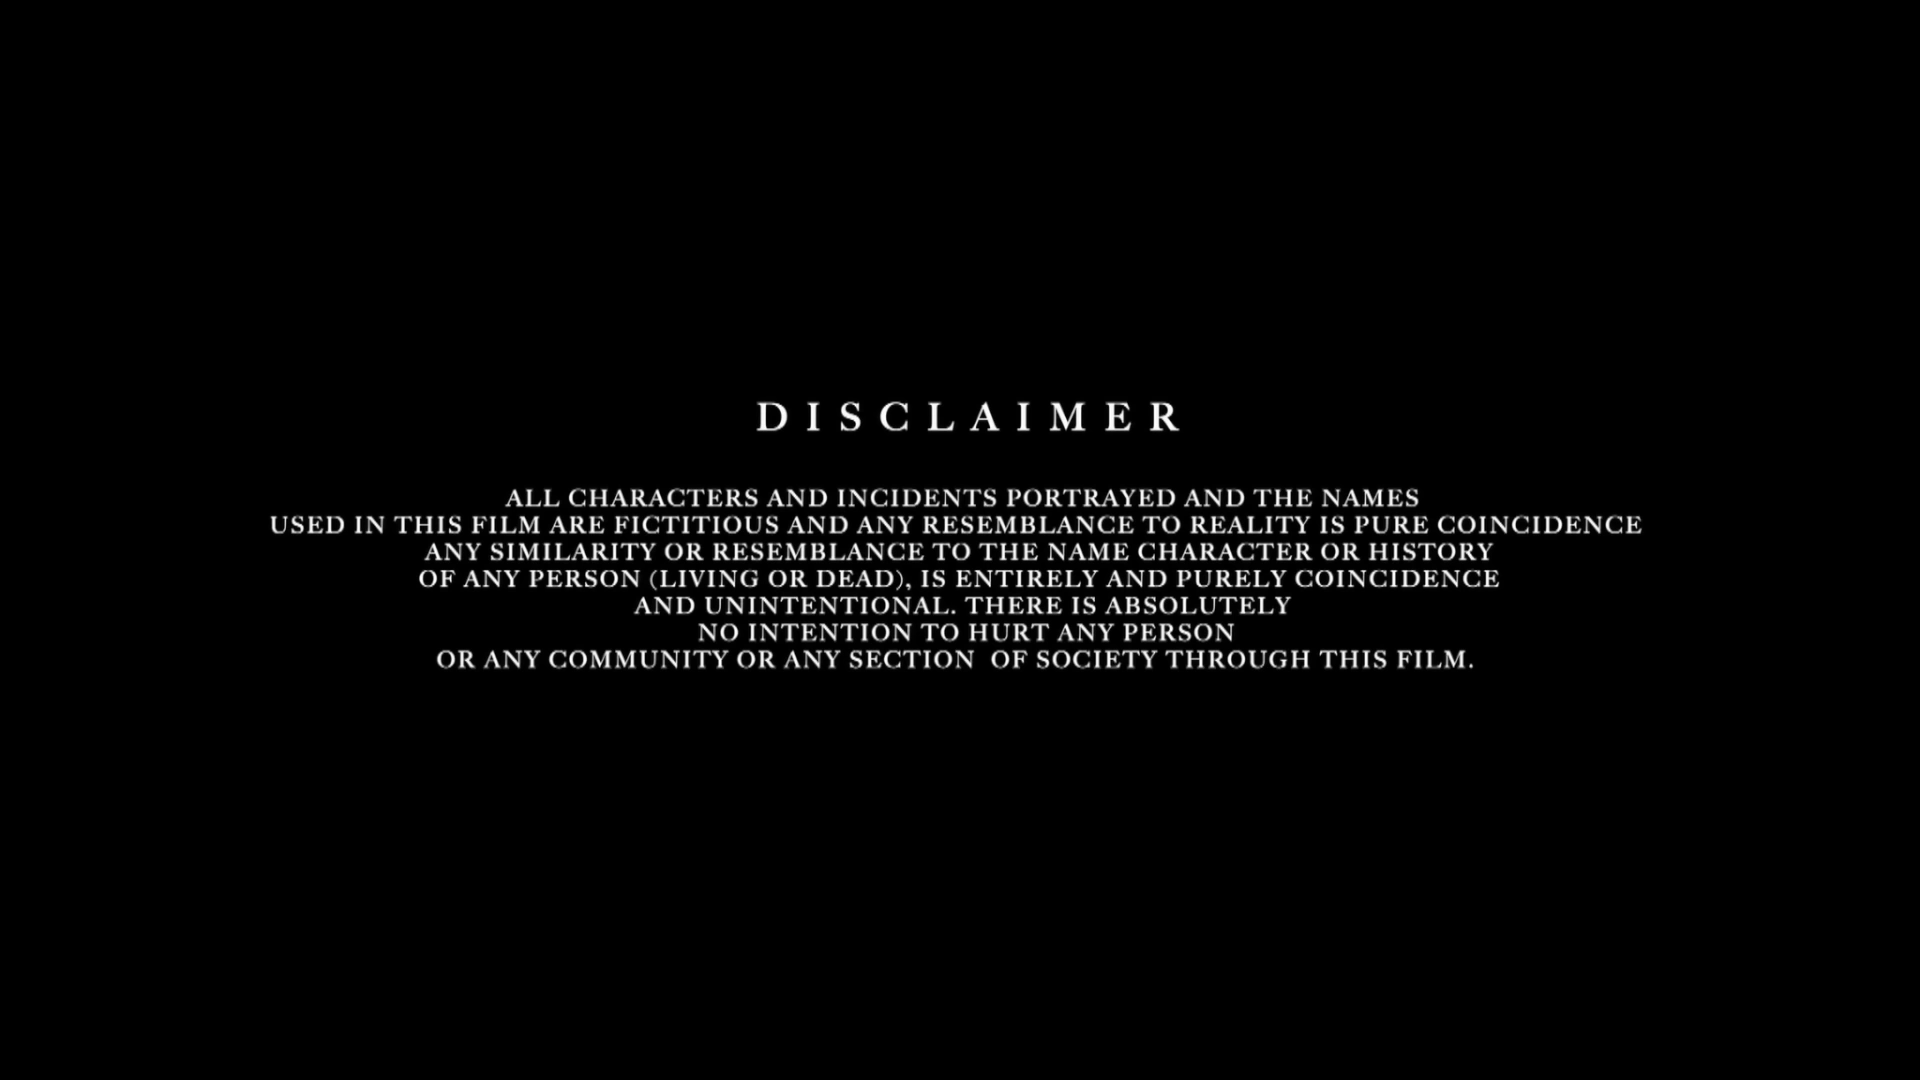 DISCLAIMER
ALL CHARACTERS AND INCIDENTS PORTRAYED AND THE NAMES
USED IN THIS FILM ARE FICTITIOUS AND ANY RESEMBLANCE TO REALITY IS PURE COINCIDENCE
ANY SIMILARITY OR RESEMBLANCE TO THE NAME CHARACTER OR HISTORY
OF ANY PERSON (LIVING OR DEAD), IS ENTIRELY AND PURELY COINCIDENCE
AND UNINTENTIONAL. THERE IS ABSOLUTELY
NO INTENTION TO HURT ANY PERSON
OR ANY COMMUNITY OR ANY SECTION  OF SOCIETY THROUGH THIS FILM.